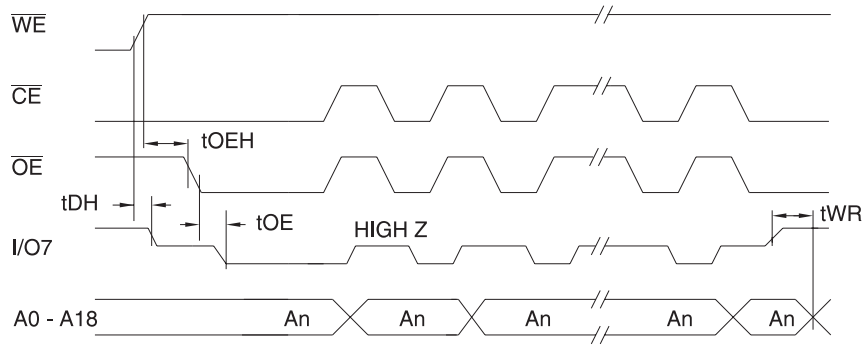 WE
CE
tOEH
OE
tDH
tOE
HIGH Z
tWR
I/O7
A0 - A18
An
An
An
An
An